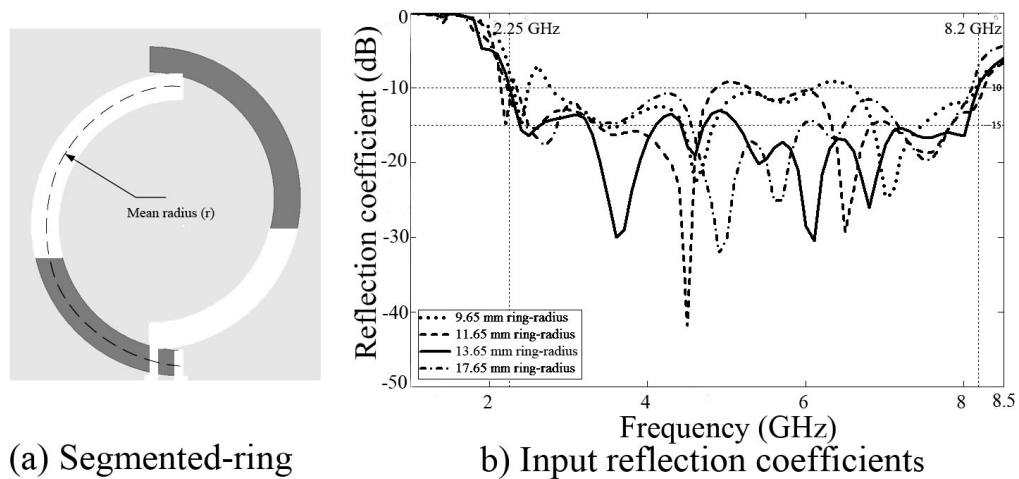 Mean radius (r)
(a) Segmented-ring
Reflection coefficient (dB)
0
-10
-15
-20
-30
-40
-50
2.25 GHz
8.2 GHz
-10
-15
9.65 mm ring-radius
11.65 mm ring-radius
13.65 mm ring-radius
17.65 mm ring-radius
2
4
6
8
8.5
Frequency (GHz)
b) Input reflection coefficients